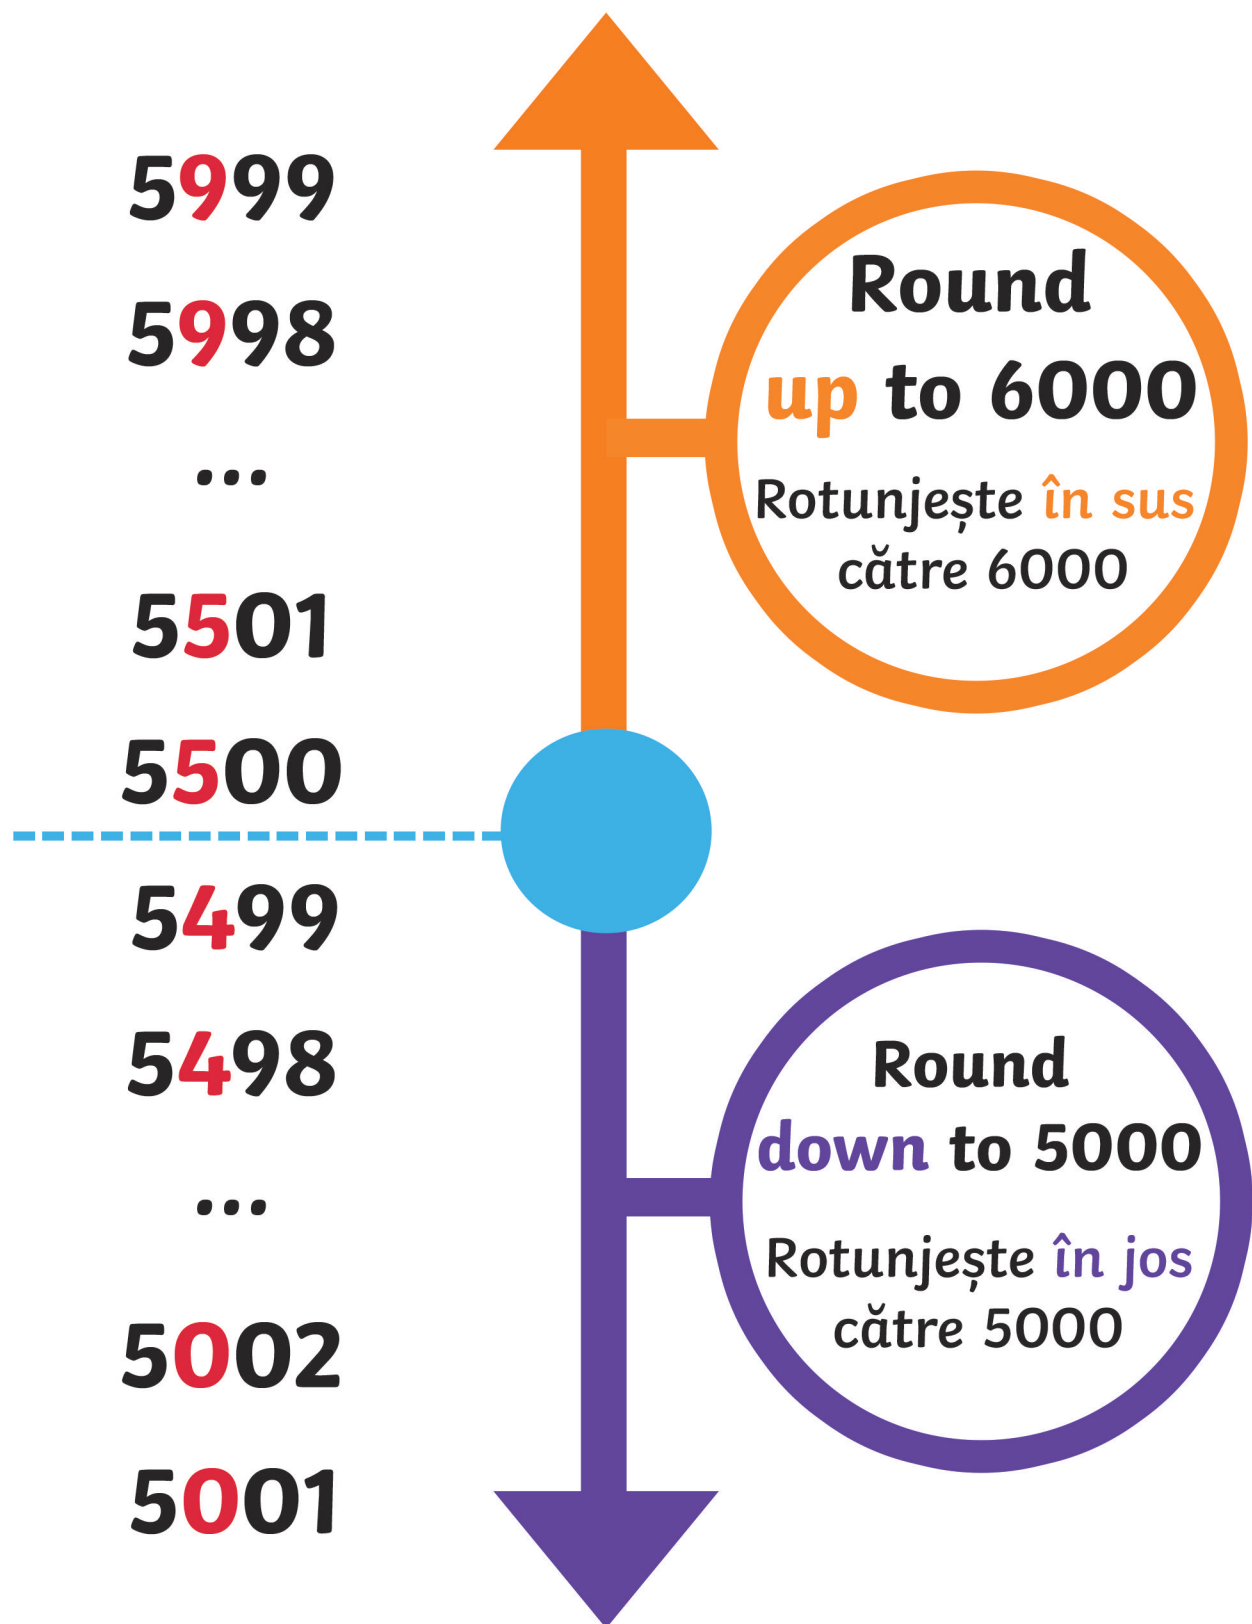 5999
5998
...
5501
5500
5499
5498
...
5002
5001
Round
up to 6000
Rotunjește în sus
către 6000
Round
down to 5000
Rotunjește în jos
către 5000